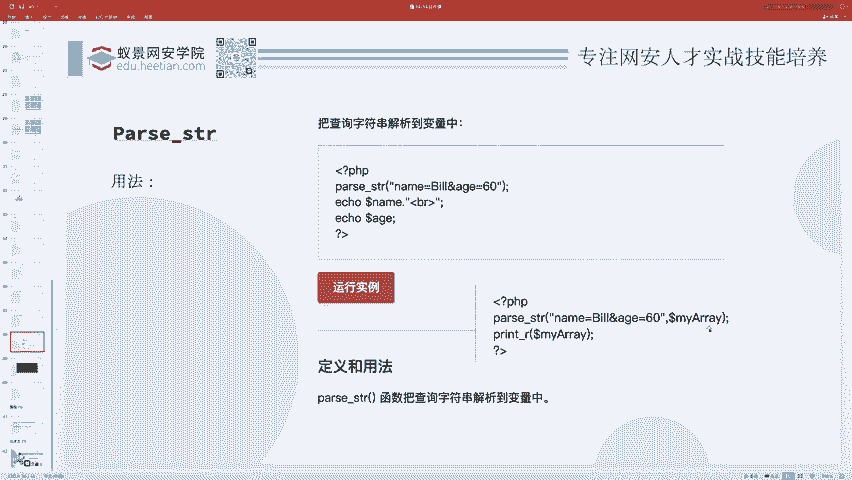 蚁景网安学院
edu.heetian.com
专注网安人才实战技能培养
Parse_str
用法：
把查询字符串解析到变量中：
<?php
parse_str("name=Bill&age=60");
echo $name."<br>";
echo $age;
?>
运行实例
<?php
parse_str("name=Bill&age=60",$myArray);
print_r($myArray);
?>
定义和用法
parse_str() 函数把查询字符串解析到变量中。